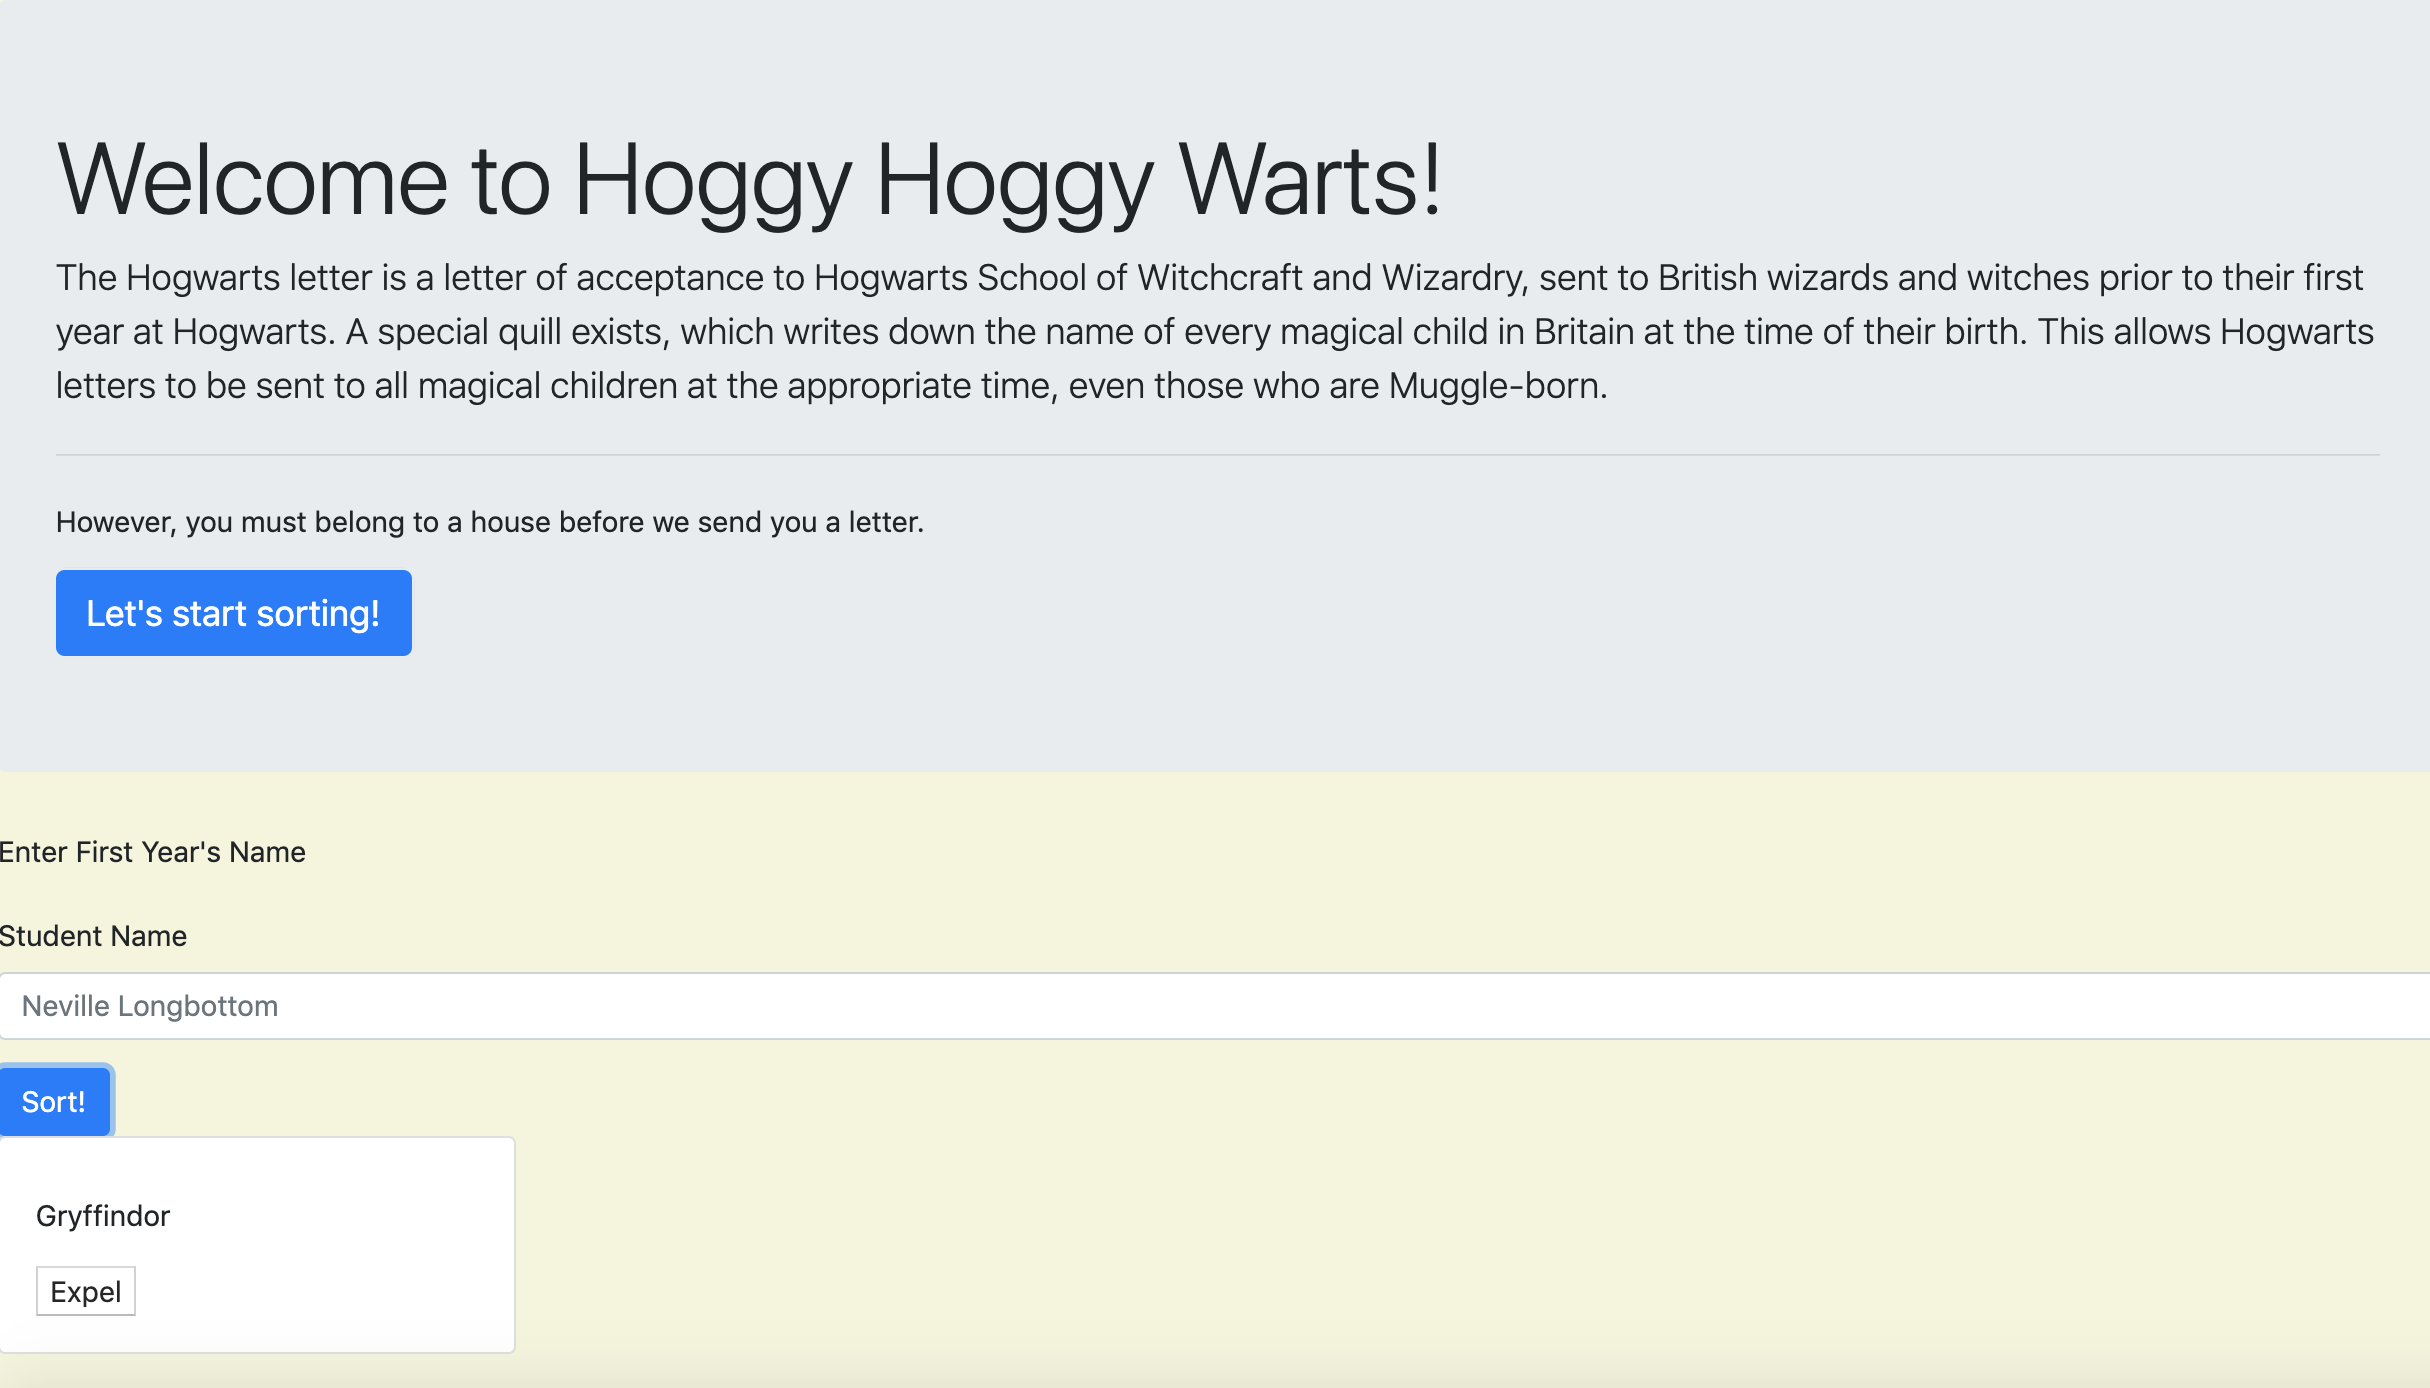 Welcome to Hoggy Hoggy Warts!
The Hogwarts letter is a letter of acceptance to Hogwarts School of Witchcraft and Wizardry, sent to British wizards and witches prior to their first
year at Hogwarts. A special quill exists, which writes down the name of every magical child in Britain at the time of their birth. This allows Hogwarts
letters to be sent to all magical children at the appropriate time, even those who are Muggle-born.
However, you must belong to a house before we send you a letter.
Let's start sorting!
Enter First Year's Name
Student Name
Neville Longbottom
Sort!
Gryffindor
Expel